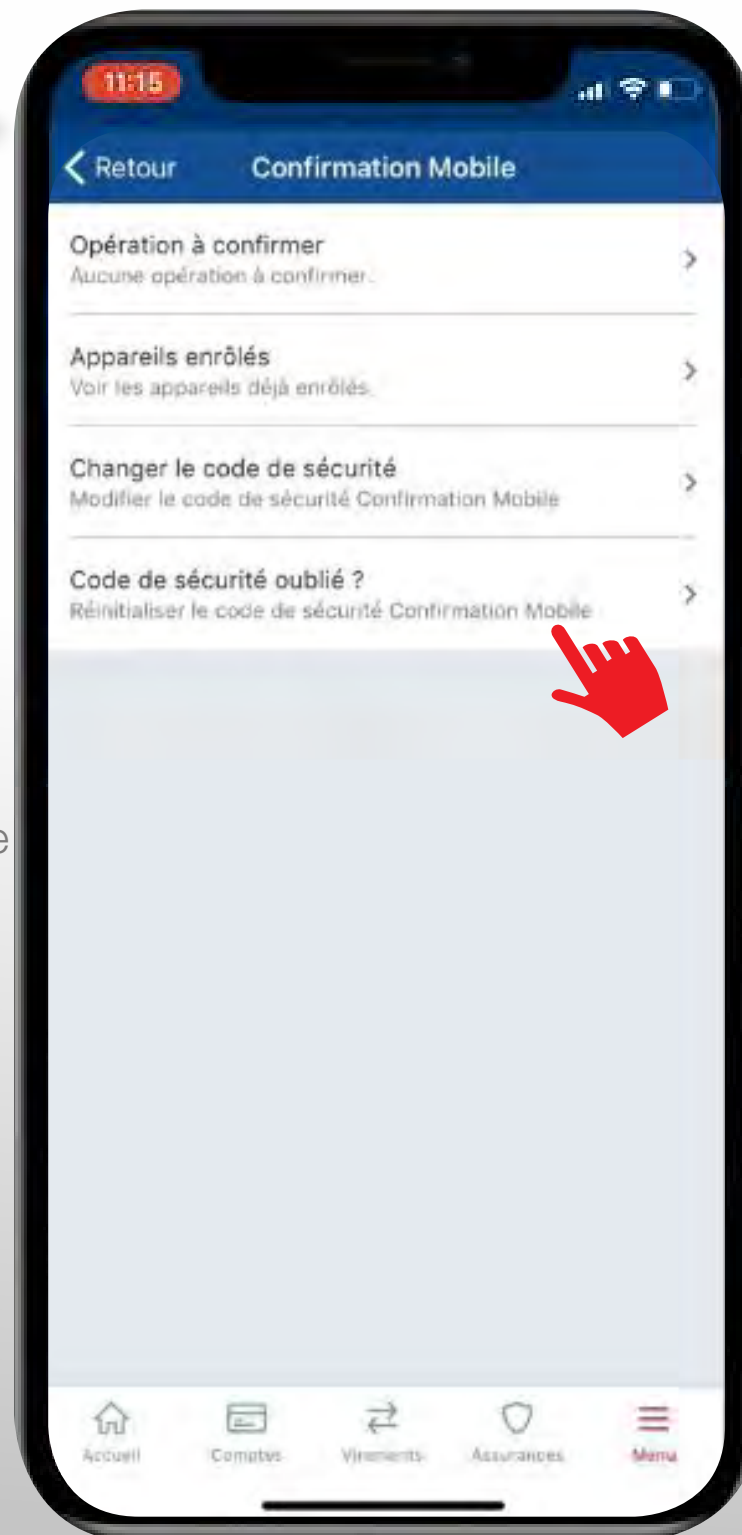 11:15
Retour
Confirmation Mobile
Opération à confirmer
Aucune opération à confirmer.
Appareils enrôlés
Voir les appareils déjà enrôlés.
Changer le code de sécurité
Modifier le code de sécurité Confirmation Mobile
Code de sécurité oublié ?
Réinitialiser le code de sécurité Confirmation Mobile
e
Accueil
Comptes
Virements
Assurances
Menu